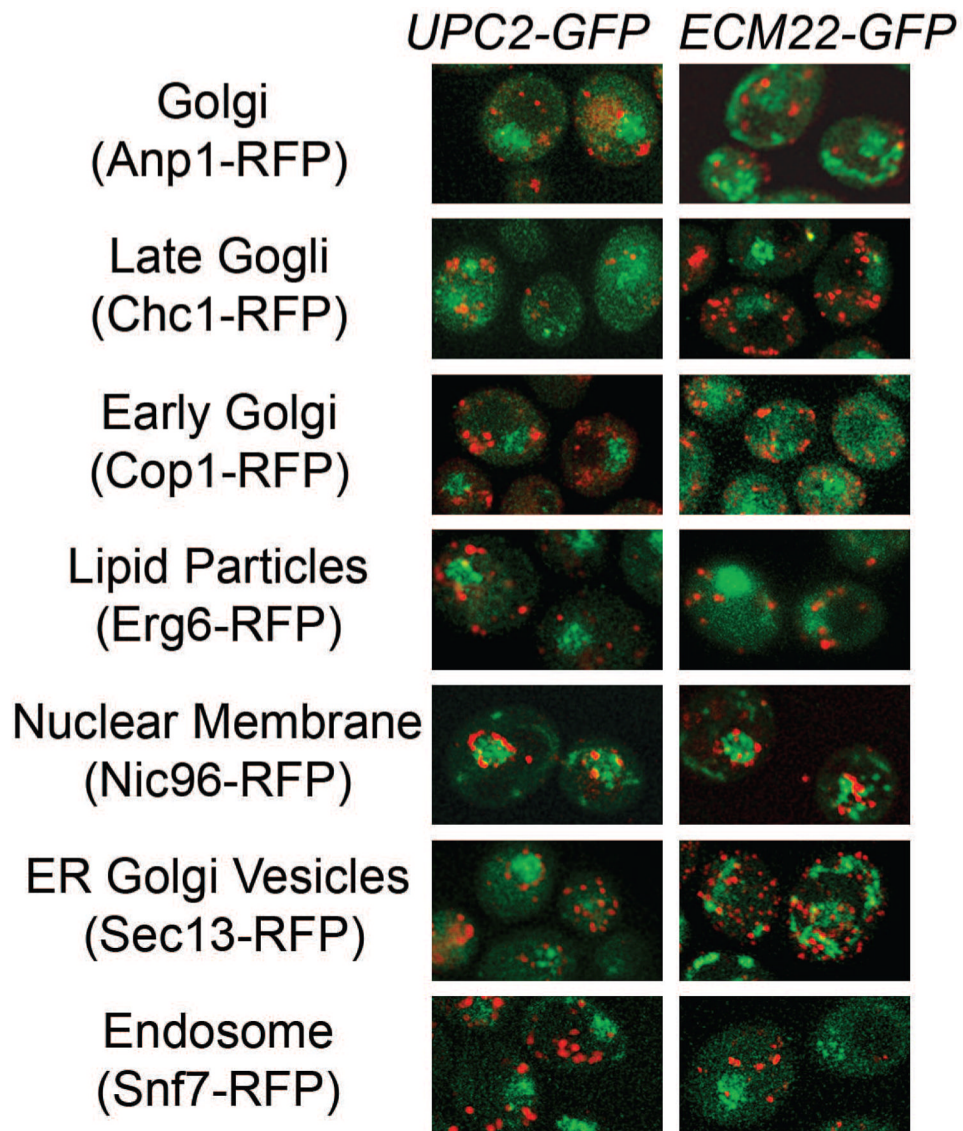 UPC2-GFP ECM22-GFP
Golgi
(Anp1-RFP)
Late Gogli
(Chc1-RFP)
Early Golgi
(Cop1-RFP)
Lipid Particles
(Erg6-RFP)
Nuclear Membrane
(Nic96-RFP)
ER Golgi Vesicles
(Sec13-RFP)
Endosome
(Snf7-RFP)